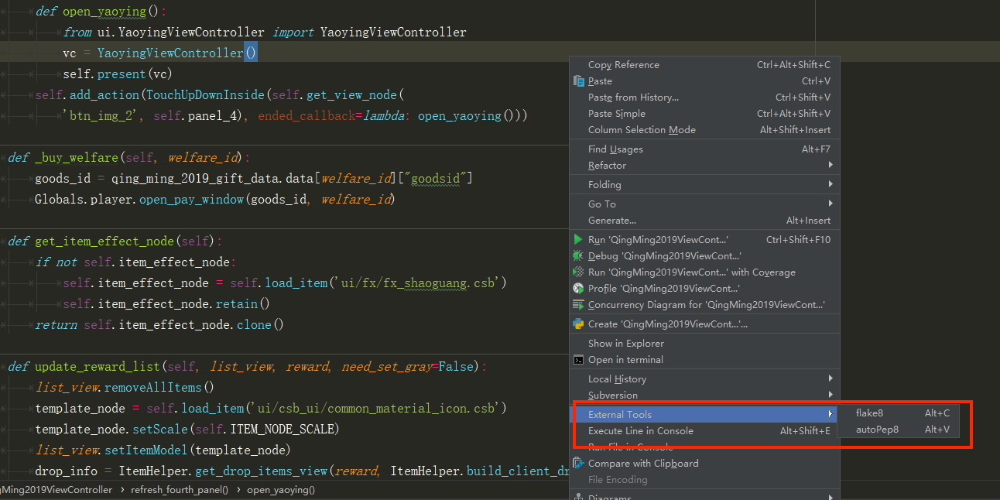 def open_yaoying():
from ui.YaoyingViewController import YaoyingViewController
vc = YaoyingViewController()
self.present(vc)
self.add_action(TouchUpDownInside(self.get_view_node(
'btn_img_2', self.panel_4), ended_callback=lambda: open_yaoying()))
def _buy_welfare(self, welfare_id):
goods_id = qing_ming_2019_gift_data.data[welfare_id]["goodsid"]
Globals.player.open_pay_window(goods_id, welfare_id)
def get_item_effect_node(self):
if not self.item_effect_node:
self.item_effect_node = self.load_item('ui/fx/fx_shaoguang.csb')
self.item_effect_node.retain()
return self.item_effect_node.clone()
def update_reward_list(self, list_view, reward, need_set_gray=False):
list_view.removeAllItems()
template_node = self.load_item('ui/csb_ui/common_material_icon.csb')
template_node.setScale(self.ITEM_NODE_SCALE)
list_view.setItemModel(template_node)
drop_info = ItemHelper.get_drop_items_view(reward, ItemHelper.build_client_dr
gMing2019ViewController › refresh_fourth_panel() › open_yaoying()
Copy Reference Ctrl+Alt+Shift+C
Paste Ctrl+V
Paste from History... Ctrl+Shift+V
Paste Simple Ctrl+Alt+Shift+V
Column Selection Mode Alt+Shift+Insert
Find Usages Alt+F7
Refactor
Folding
Go To
Generate... Alt+Insert
Run 'QingMing2019ViewCont...' Ctrl+Shift+F10
Debug 'QingMing2019ViewCont...'
Run 'QingMing2019ViewCont...' with Coverage
Profile 'QingMing2019ViewCont...'
Concurrency Diagram for 'QingMing2019ViewCont...'
Create 'QingMing2019ViewCont...'...
Show in Explorer
Open in terminal
Local History
Subversion
External Tools
Execute Line in Console Alt+Shift+E
Run File in Console
Compare with Clipboard
File Encoding
Diagrams
flake8 Alt+C
autoPep8 Alt+V